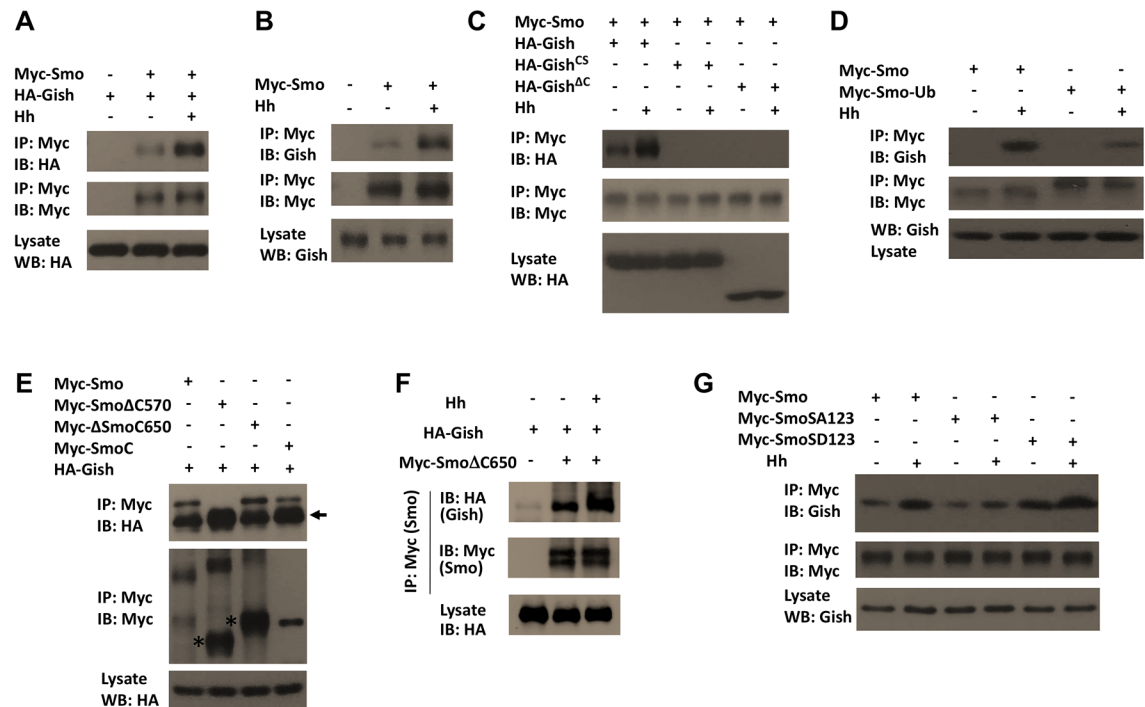 A
Myc-Smo - + +
HA-Gish + + +
Hh - - +
IP: Myc
IB: HA
IP: Myc
IB: Myc
Lysate
WB: HA
B
Myc-Smo - + +
Hh - - +
IP: Myc
IB: Gish
IP: Myc
IB: Myc
Lysate
WB: Gish
C
Myc-Smo + + + + + +
HA-Gish + + - - - -
HA-Gish^CS - - + + - -
HA-Gish^ΔC - - - - + +
Hh - + - + - +
IP: Myc
IB: HA
IP: Myc
IB: Myc
Lysate
WB: HA
D
Myc-Smo + + - -
Myc-Smo-Ub - - + +
Hh - + - +
IP: Myc
IB: Gish
IP: Myc
IB: Myc
WB: Gish
Lysate
E
Myc-Smo + - - -
Myc-SmoΔC570 - + - -
Myc-ΔSmoC650 - - + -
Myc-SmoC - - - +
HA-Gish + + + +
IP: Myc
IB: HA
IP: Myc
IB: Myc
* *
Lysate
WB: HA
F
Hh - - +
HA-Gish + + +
Myc-SmoΔC650 - + +
IP: Myc (Smo)
IB: HA
(Gish)
IB: Myc
(Smo)
Lysate
IB: HA
G
Myc-Smo + + - - - -
Myc-SmoSA123 - - + + - -
Myc-SmoSD123 - - - - + +
Hh - + - + - +
IP: Myc
IB: Gish
IP: Myc
IB: Myc
Lysate
WB: Gish